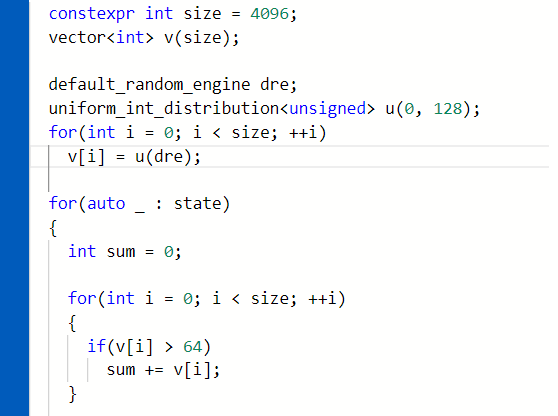 constexpr int size = 4096;
vector<int> v(size);
default_random_engine dre;
uniform_int_distribution<unsigned> u(0, 128);
for(int i = 0; i < size; ++i)
v[i] = u(dre);
for(auto _ : state)
{
int sum = 0;
for(int i = 0; i < size; ++i)
{
if(v[i] > 64)
sum += v[i];
}